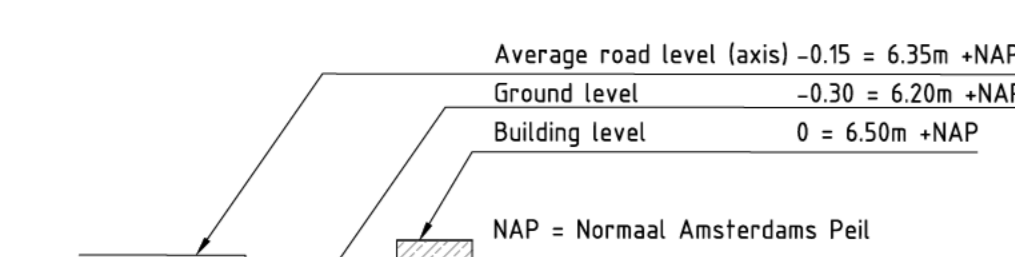 Average road level (axis) -0.15 = 6.35m +NAP
Ground level -0.30 = 6.20m +NAP
Building level 0 = 6.50m +NAP
NAP = Normaal Amsterdams Peil